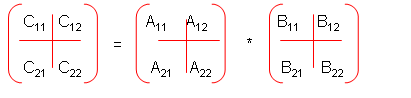 C11 C12 A11 A12 B11 B12
= *
C21 C22 A21 A22 B21 B22